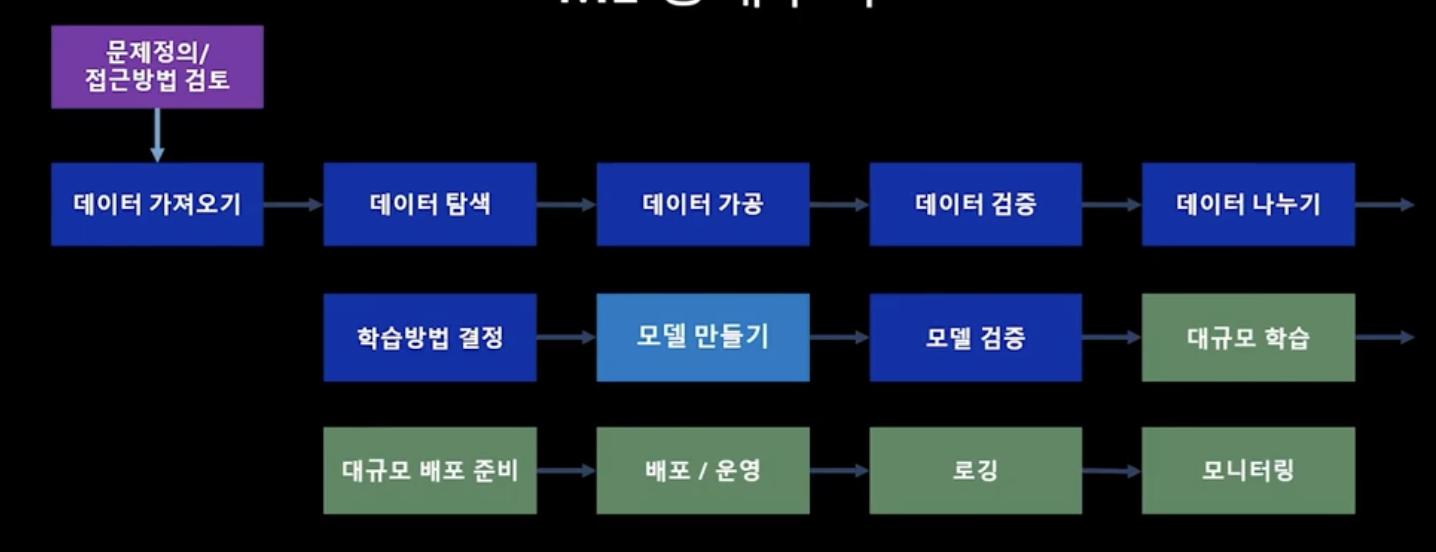 문제정의/
접근방법 검토
데이터 가져오기
데이터 탐색
데이터 가공
데이터 검증
데이터 나누기
학습방법 결정
모델 만들기
모델 검증
대규모 학습
대규모 배포 준비
배포 / 운영
로깅
모니터링